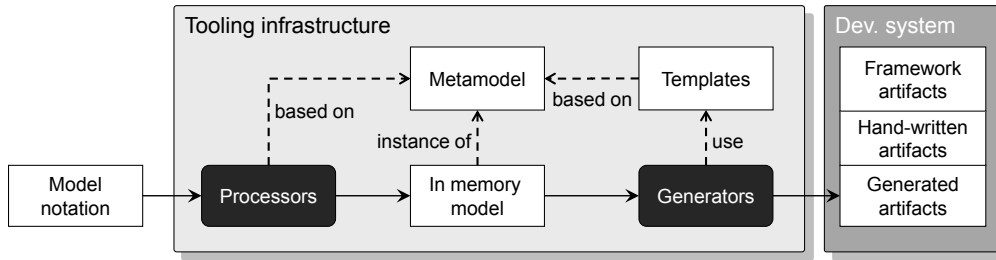 Tooling infrastructure
Dev. system
Metamodel
Templates
Framework
artifacts
based on
based on
instance of
use
Hand-written
artifacts
Model
notation
Processors
In memory
model
Generators
Generated
artifacts